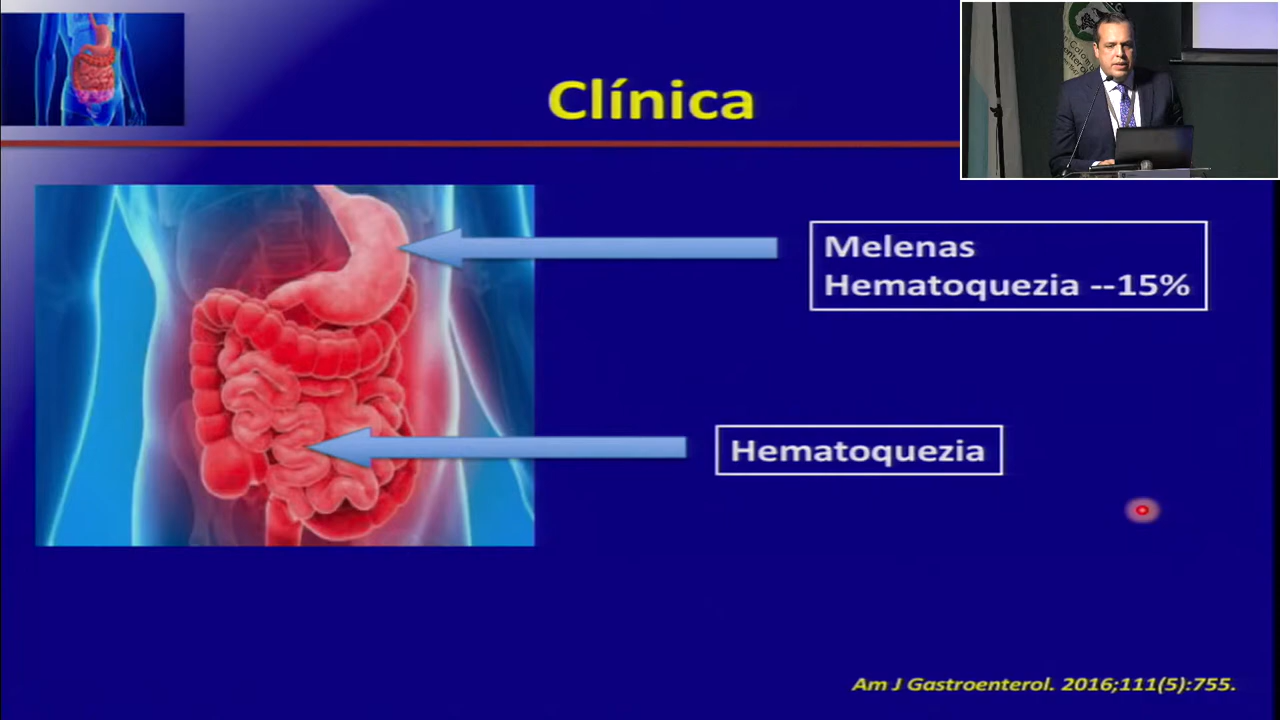 Clínica
Melenas
Hematoquezia --15%
Hematoquezia
Am J Gastroenterol. 2016;111(5):755.